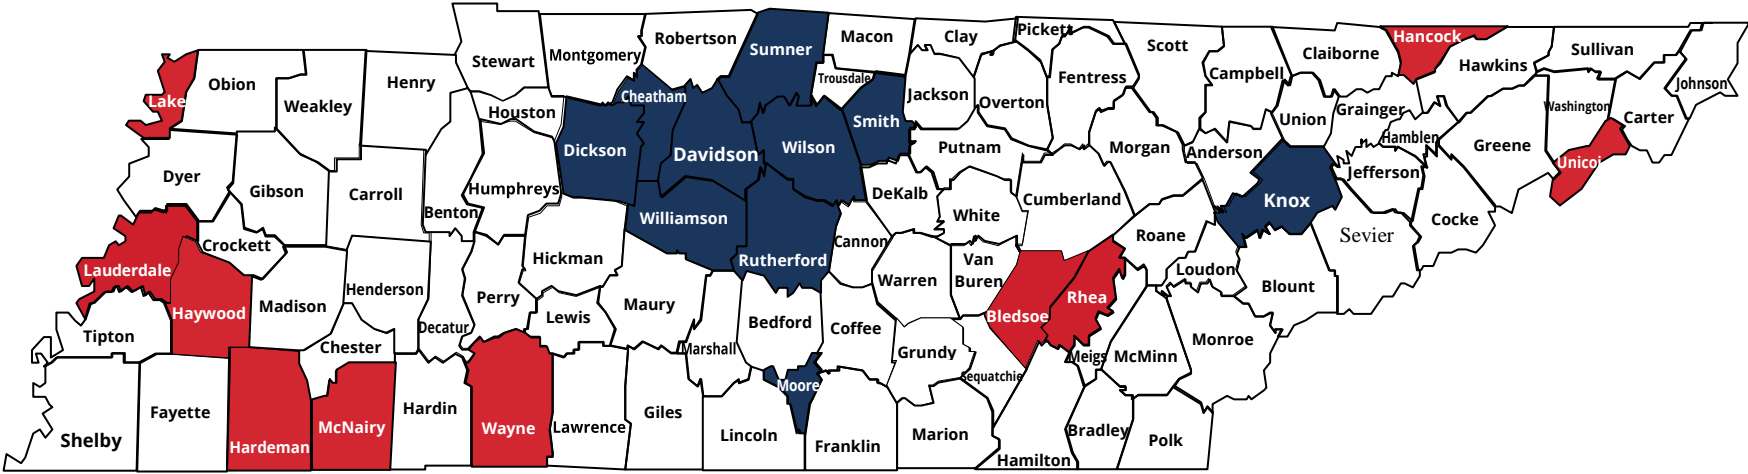 Pickett
Hancock
Macon
Clay
Robertson
Scott
Sumner
Sullivan
Claiborne
Montgomery
Stewart
Hawkins
Campbell
Fentress
Trousdale
Henry
Obion
Johnson
Jackson
Cheatham
Overton
Lake
Weakley
Washington
Grainger
Houston
Carter
Union
Smith
Hamblen
Greene
Wilson
Putnam
Morgan
Dickson
Davidson
Anderson
Unicoi
Jefferson
Dyer
Humphreys
Gibson
Carroll
DeKalb
Cumberland
Knox
Benton
White
Williamson
Cocke
Roane
Sevier
Cannon
Crockett
Hickman
Rutherford
Van
Buren
Loudon
Lauderdale
Warren
Blount
Henderson
Perry
Rhea
Madison
Maury
Haywood
Bledsoe
Lewis
Bedford
Decatur
Coffee
Tipton
Monroe
Chester
Marshall
Grundy
Meigs
McMinn
Sequatchie
Moore
Hardin
Fayette
Giles
McNairy
Wayne
Lawrence
Bradley
Lincoln
Marion
Shelby
Polk
Hardeman
Franklin
Hamilton